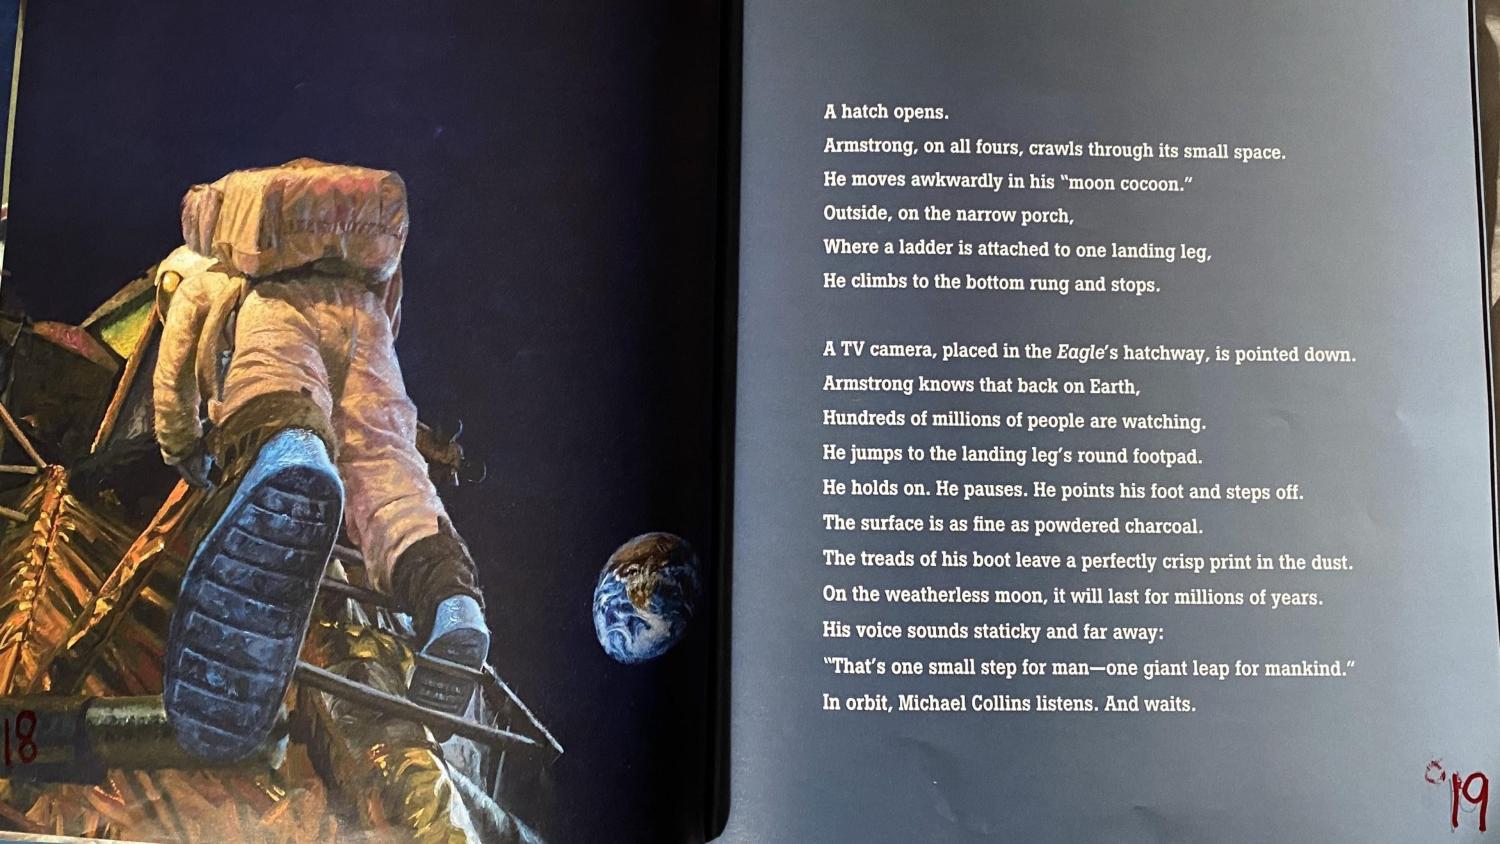 18
A hatch opens.
Armstrong, on all fours, crawls through its small space.
He moves awkwardly in his “moon cocoon.”
Outside, on the narrow porch,
Where a ladder is attached to one landing leg,
He climbs to the bottom rung and stops.
A TV camera, placed in the Eagle’s hatchway, is pointed down.
Armstrong knows that back on Earth,
Hundreds of millions of people are watching.
He jumps to the landing leg’s round footpad.
He holds on. He pauses. He points his foot and steps off.
The surface is as fine as powdered charcoal.
The treads of his boot leave a perfectly crisp print in the dust.
On the weatherless moon, it will last for millions of years.
His voice sounds staticky and far away:
“That’s one small step for man—one giant leap for mankind.”
In orbit, Michael Collins listens. And waits.
19